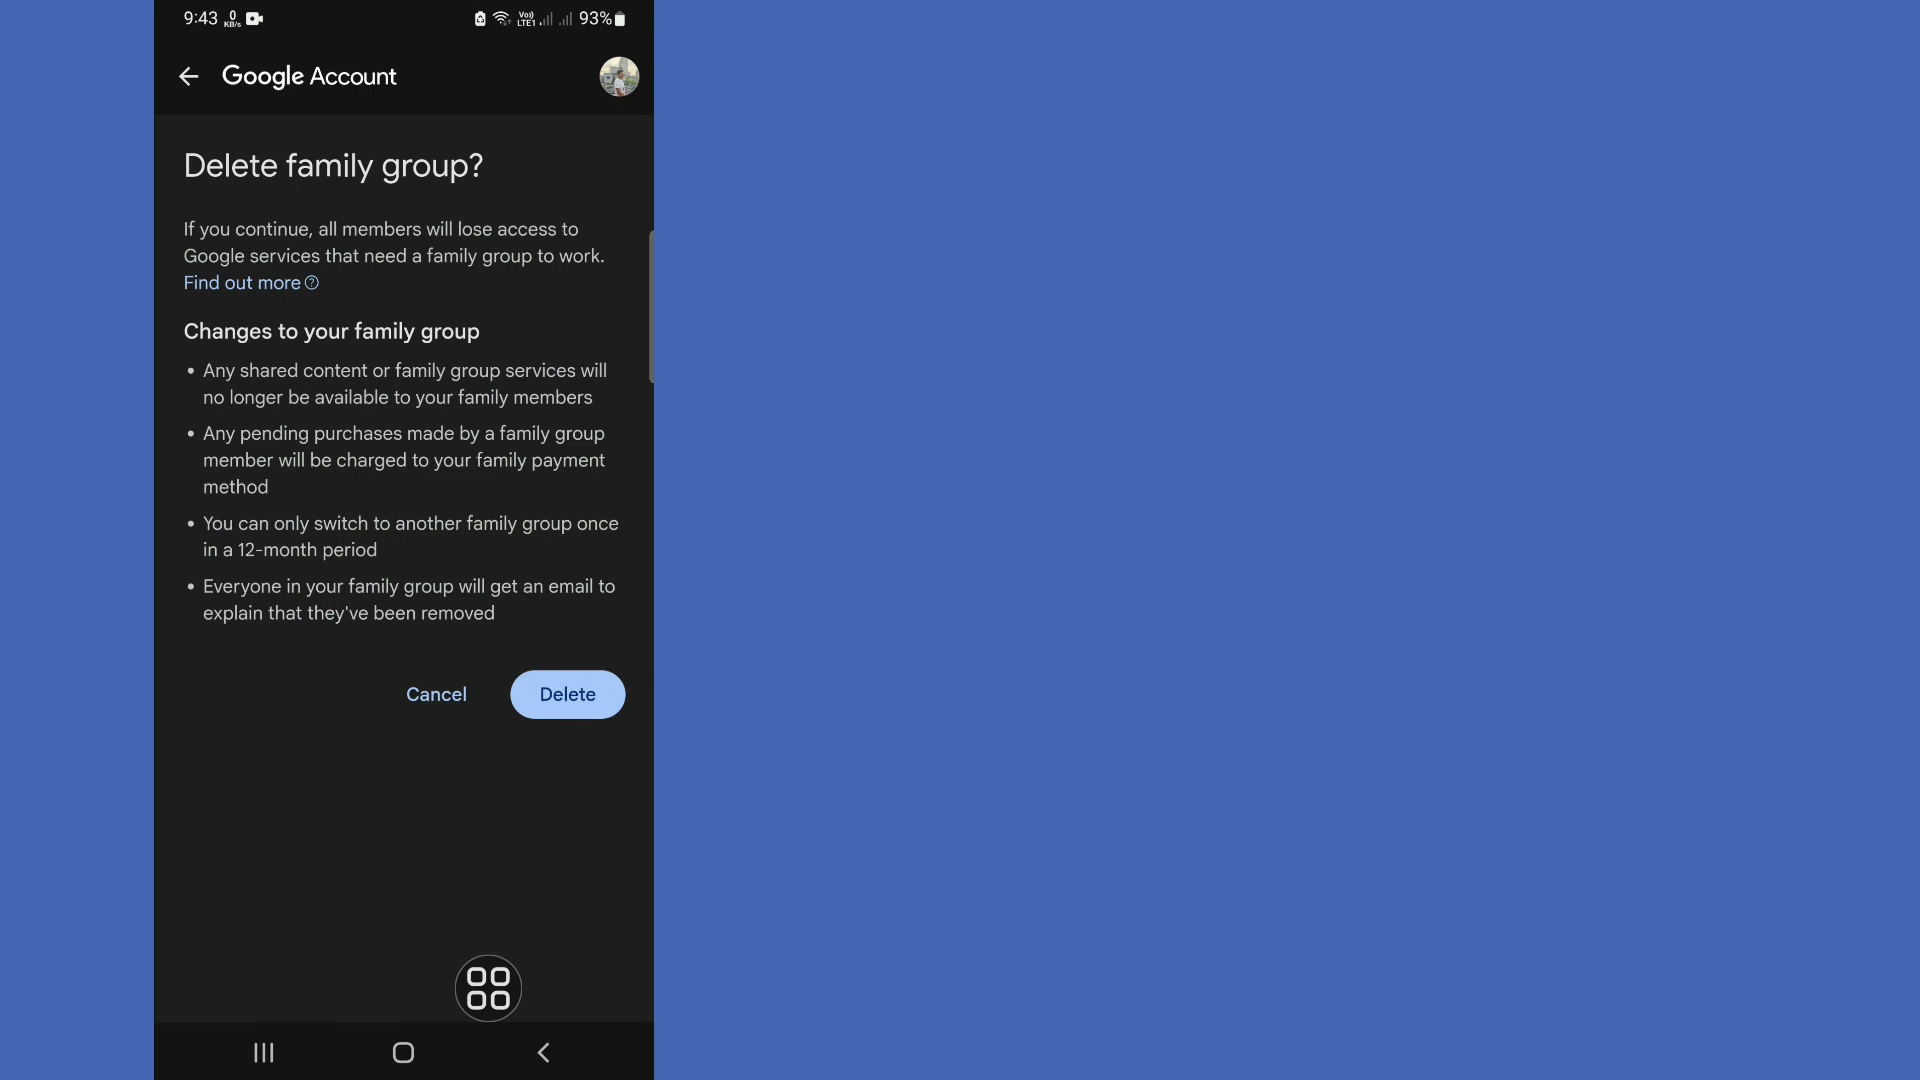 9:43 0 KB/s Vo) LTE1 93%
Google Account
Delete family group?
If you continue, all members will lose access to
Google services that need a family group to work.
Find out more
Changes to your family group
• Any shared content or family group services will
no longer be available to your family members
• Any pending purchases made by a family group
member will be charged to your family payment
method
• You can only switch to another family group once
in a 12-month period
• Everyone in your family group will get an email to
explain that they've been removed
Cancel Delete